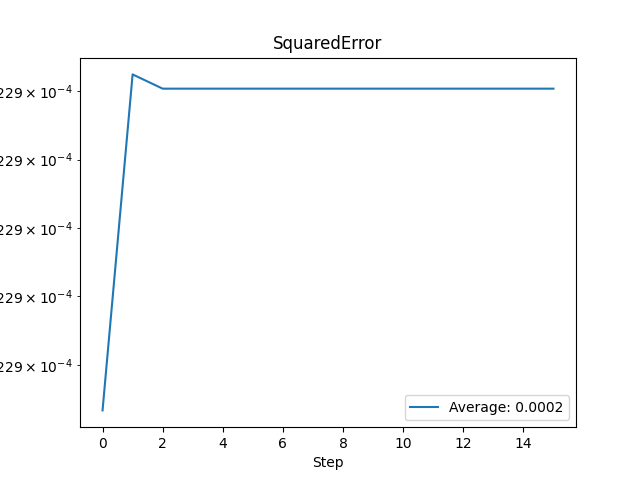 SquaredError
229 × 10⁻⁴
229 × 10⁻⁴
229 × 10⁻⁴
229 × 10⁻⁴
229 × 10⁻⁴
Average: 0.0002
0 2 4 6 8 10 12 14
Step